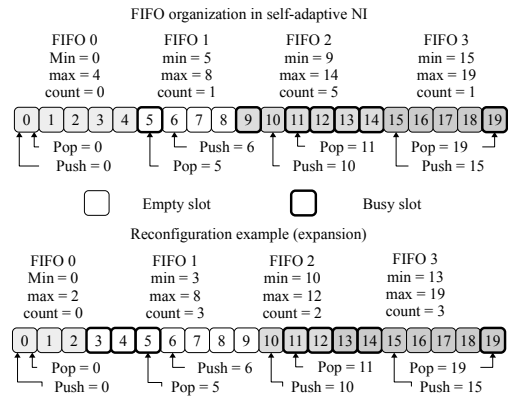 FIFO organization in self-adaptive NI
FIFO 0 FIFO 1 FIFO 2 FIFO 3
Min = 0 min = 5 min = 9 min = 15
max = 4 max = 8 max = 14 max = 19
count = 0 count = 1 count = 5 count = 1
0 1 2 3 4 5 6 7 8 9 10 11 12 13 14 15 16 17 18 19
Pop = 0 Push = 6 Pop = 11 Pop = 19
Push = 0 Pop = 5 Push = 10 Push = 15
Empty slot Busy slot
Reconfiguration example (expansion)
FIFO 0 FIFO 1 FIFO 2 FIFO 3
Min = 0 min = 3 min = 10 min = 13
max = 2 max = 8 max = 12 max = 19
count = 0 count = 3 count = 2 count = 3
0 1 2 3 4 5 6 7 8 9 10 11 12 13 14 15 16 17 18 19
Pop = 0 Push = 6 Pop = 11 Pop = 19
Push = 0 Pop = 5 Push = 10 Push = 15